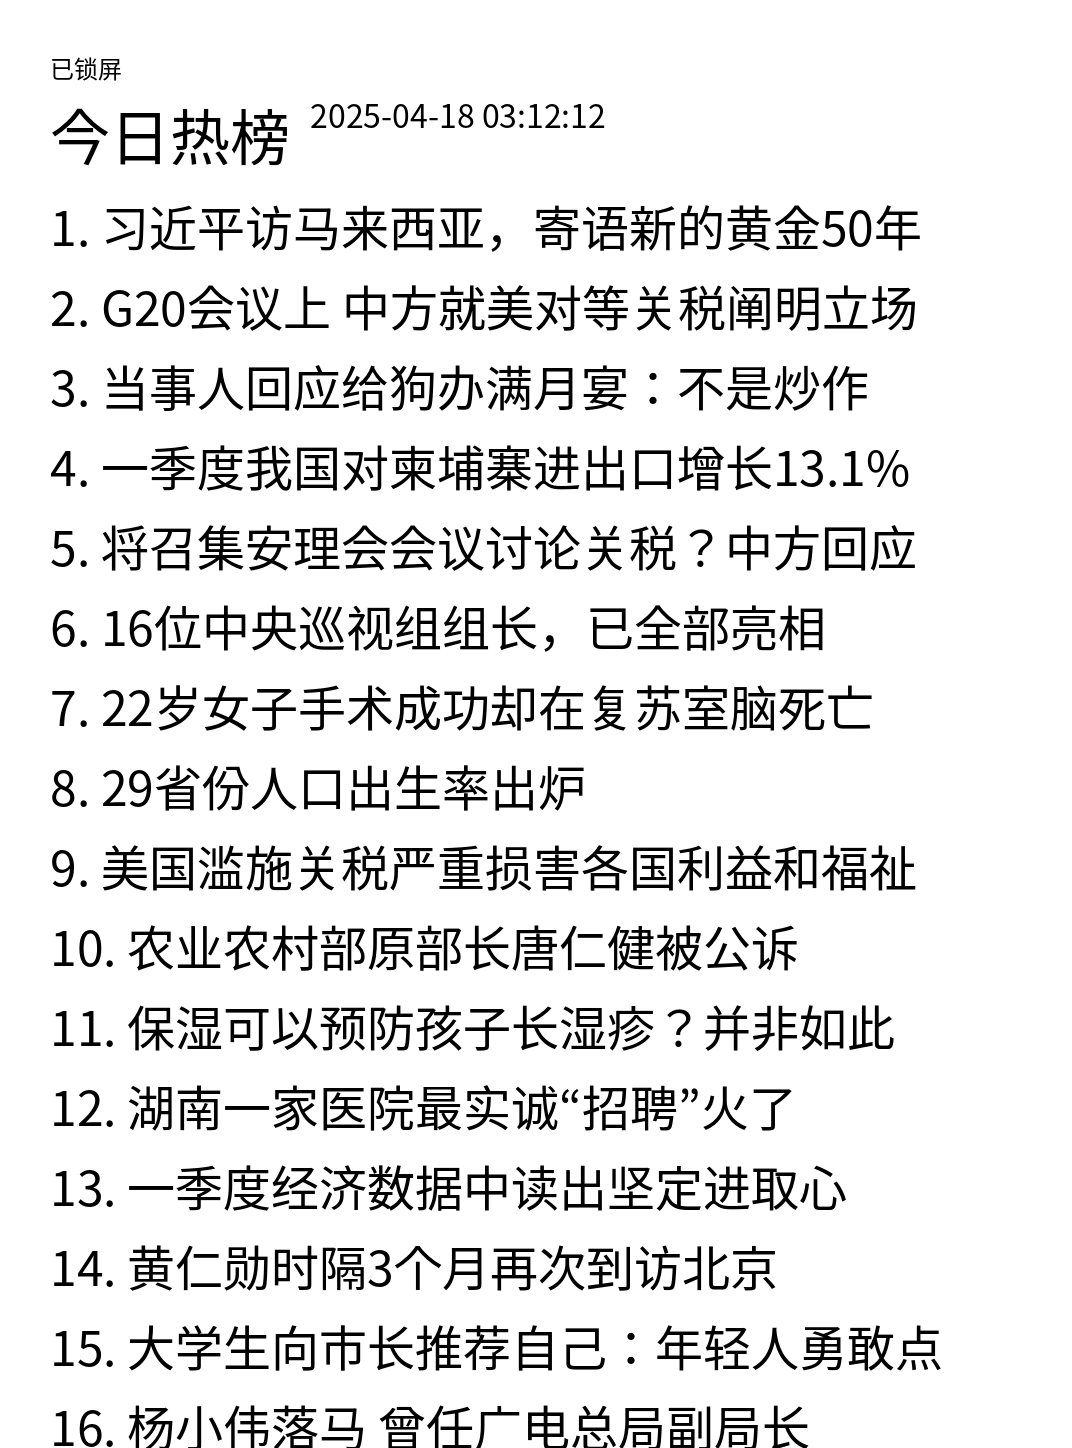 已锁屏
今日热榜 2025-04-18 03:12:12
1. 习近平访马来西亚，寄语新的黄金50年
2. G20会议上 中方就美对等关税阐明立场
3. 当事人回应给狗办满月宴：不是炒作
4. 一季度我国对柬埔寨进出口增长13.1%
5. 将召集安理会会议讨论关税？中方回应
6. 16位中央巡视组组长，已全部亮相
7. 22岁女子手术成功却在复苏室脑死亡
8. 29省份人口出生率出炉
9. 美国滥施关税严重损害各国利益和福祉
10. 农业农村部原部长唐仁健被公诉
11. 保湿可以预防孩子长湿疹？并非如此
12. 湖南一家医院最实诚“招聘”火了
13. 一季度经济数据中读出坚定进取心
14. 黄仁勋时隔3个月再次到访北京
15. 大学生向市长推荐自己：年轻人勇敢点
16. 杨小伟落马 曾任广电总局副局长